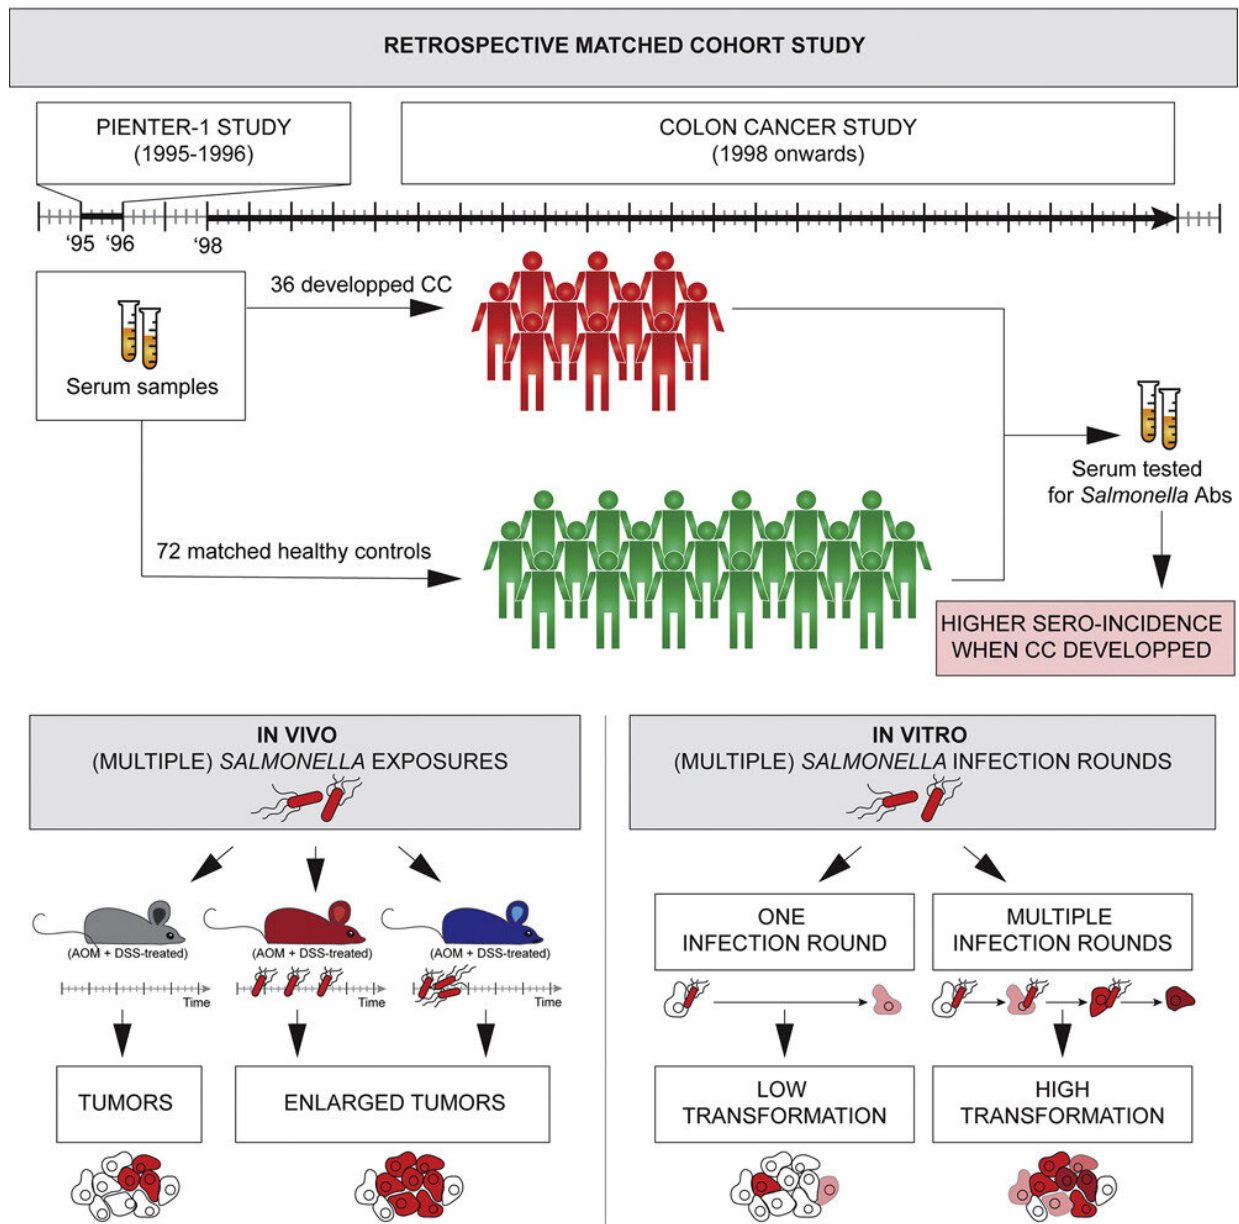 RETROSPECTIVE MATCHED COHORT STUDY
PIENTER-1 STUDY
(1995-1996)
COLON CANCER STUDY
(1998 onwards)
‘95
‘96
‘98
36 developped CC
Serum samples
72 matched healthy controls
Serum tested
for Salmonella Abs
HIGHER SERO-INCIDENCE
WHEN CC DEVELOPPED
IN VIVO
(MULTIPLE) SALMONELLA EXPOSURES
(AOM + DSS-treated)
(AOM + DSS-treated)
(AOM + DSS-treated)
Time
Time
Time
TUMORS
ENLARGED TUMORS
IN VITRO
(MULTIPLE) SALMONELLA INFECTION ROUNDS
ONE
INFECTION ROUND
MULTIPLE
INFECTION ROUNDS
LOW
TRANSFORMATION
HIGH
TRANSFORMATION